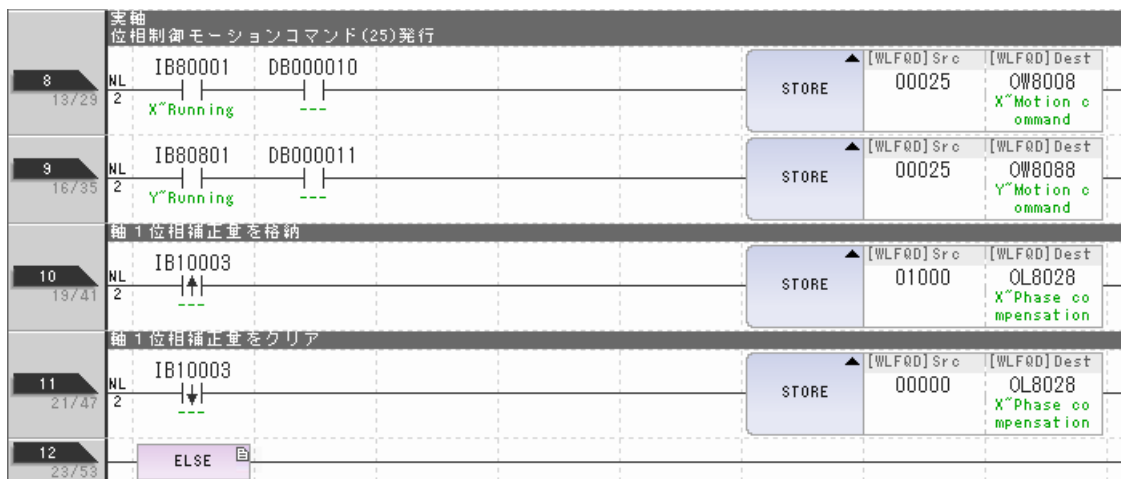 実軸
位相制御モーションコマンド(25)発行
8
13/29
NL
2
IB80001
X~Running
DB000010
---
STORE
[WLFQD]Src
00025
[WLFQD]Dest
OW8008
X~Motion c
ommand
9
16/35
NL
2
IB80801
Y~Running
DB000011
---
STORE
[WLFQD]Src
00025
[WLFQD]Dest
OW8088
Y~Motion c
ommand
軸１位相補正量を格納
10
19/41
NL
2
IB10003
---
STORE
[WLFQD]Src
01000
[WLFQD]Dest
OL8028
X~Phase co
mpensation
軸１位相補正量をクリア
11
21/47
NL
2
IB10003
---
STORE
[WLFQD]Src
00000
[WLFQD]Dest
OL8028
X~Phase co
mpensation
12
23/53
ELSE